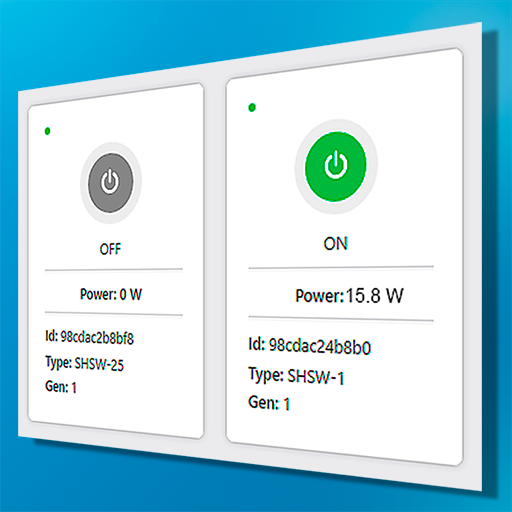 OFF
Power: 0 W
Id: 98cdac2b8bf8
Type: SHSW-25
Gen: 1
ON
Power:15.8 W
Id: 98cdac24b8b0
Type: SHSW-1
Gen: 1